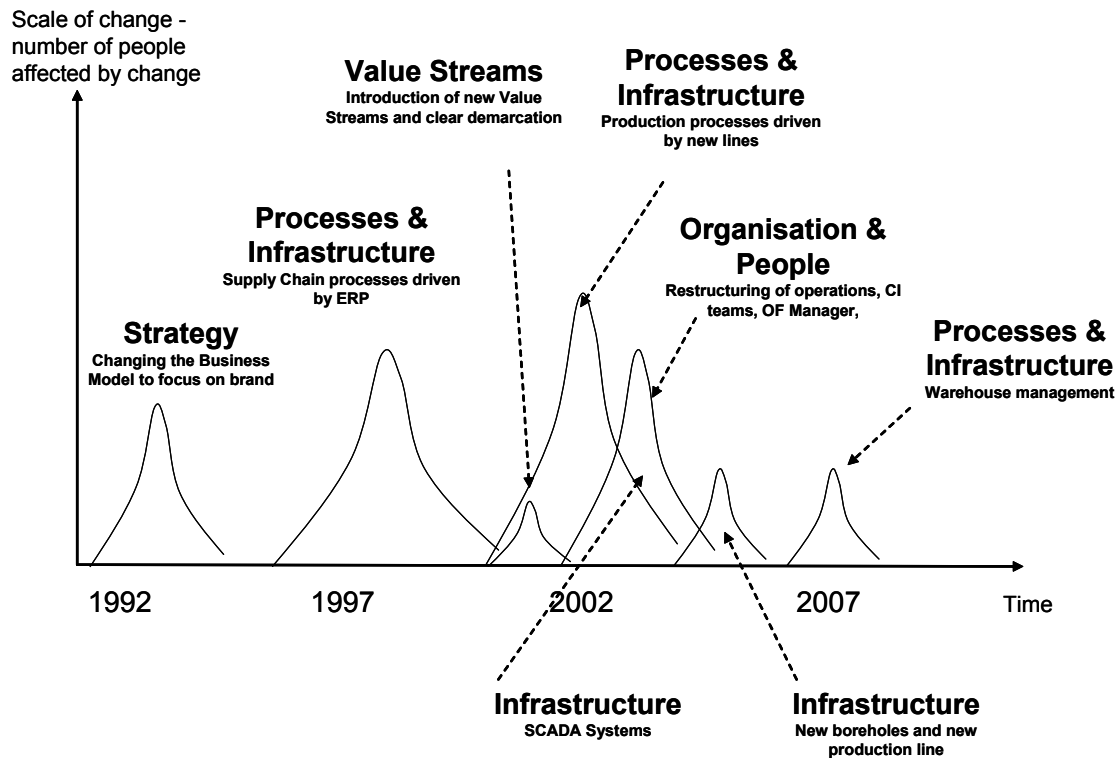 Scale of change -
number of people
affected by change
Value Streams
Introduction of new Value
Streams and clear demarcation
Processes &
Infrastructure
Production processes driven
by new lines
Processes &
Infrastructure
Supply Chain processes driven
by ERP
Organisation &
People
Restructuring of operations, CI
teams, OF Manager,
Strategy
Changing the Business
Model to focus on brand
Processes &
Infrastructure
Warehouse management
1992
1997
2002
2007
Time
Infrastructure
SCADA Systems
Infrastructure
New boreholes and new
production line